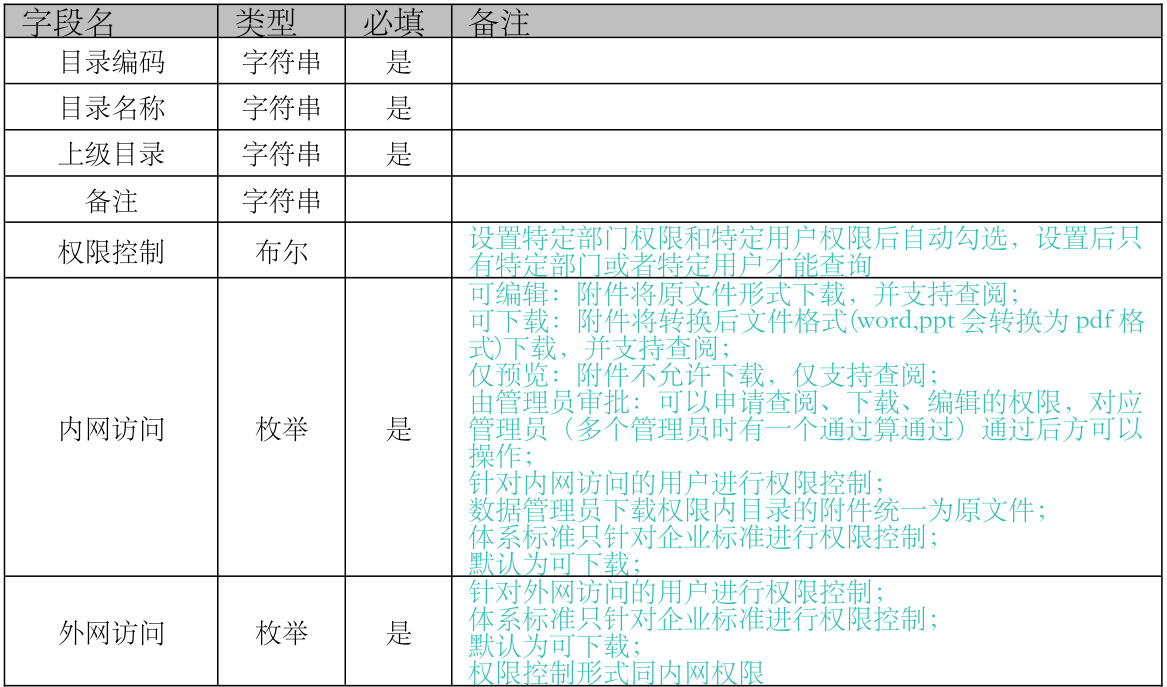 字段名 类型 必填 备注
目录编码 字符串 是
目录名称 字符串 是
上级目录 字符串 是
备注 字符串
权限控制 布尔 设置特定部门权限和特定用户权限后自动勾选，设置后只
有特定部门或者特定用户才能查询
内网访问 枚举 是
可编辑：附件将原文件形式下载，并支持查阅；
可下载：附件将转换后文件格式(word,ppt 会转换为 pdf 格
式)下载，并支持查阅；
仅预览：附件不允许下载，仅支持查阅；
由管理员审批：可以申请查阅、下载、编辑的权限，对应
管理员（多个管理员时有一个通过算通过）通过后方可以
操作；
针对内网访问的用户进行权限控制；
数据管理员下载权限内目录的附件统一为原文件；
体系标准只针对企业标准进行权限控制；
默认为可下载；
外网访问 枚举 是
针对外网访问的用户进行权限控制；
体系标准只针对企业标准进行权限控制；
默认为可下载；
权限控制形式同内网权限